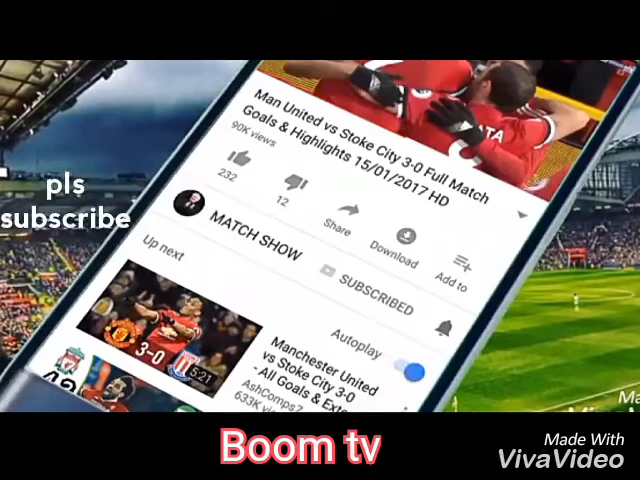 Man United vs Stoke City 3-0 Full Match
Goals & Highlights 15/01/2017 HD
90K views
232
12
Share
Download
Add to
pls
subscribe
MATCH SHOW
SUBSCRIBED
Up next
Autoplay
3-0
5:21
Manchester United
vs Stoke City 3-0
- All Goals & Exte
AshComps7
633K
Ma
Boom tv
Made With
VivaVideo